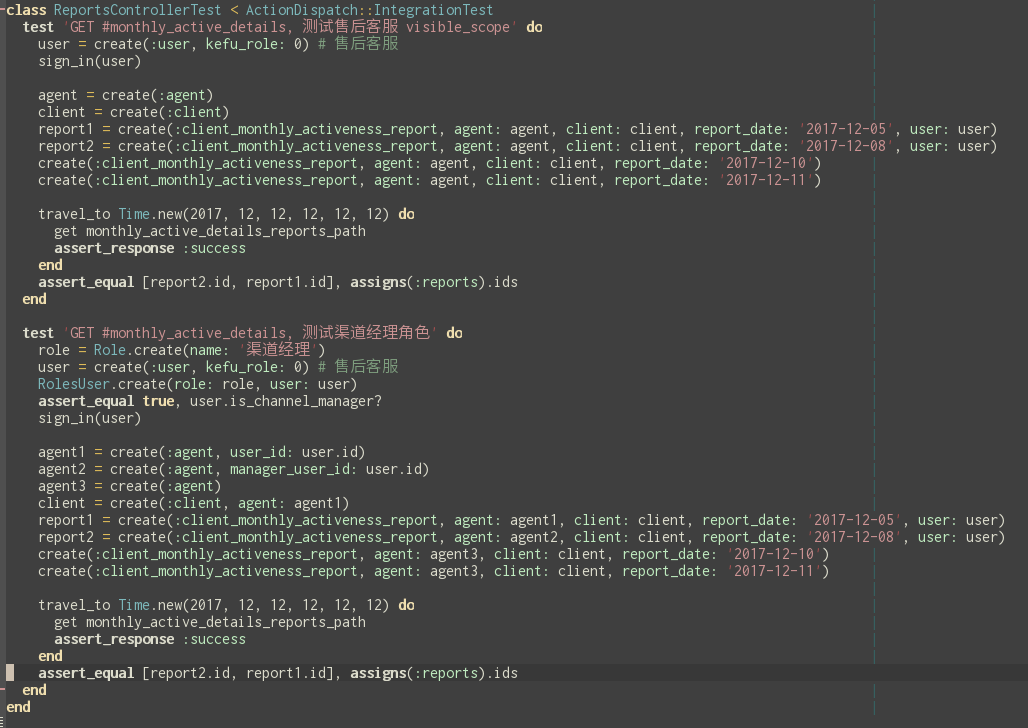 class ReportsControllerTest < ActionDispatch::IntegrationTest
  test 'GET #monthly_active_details, 测试售后客服 visible_scope' do
    user = create(:user, kefu_role: 0) # 售后客服
    sign_in(user)

    agent = create(:agent)
    client = create(:client)
    report1 = create(:client_monthly_activeness_report, agent: agent, client: client, report_date: '2017-12-05', user: user)
    report2 = create(:client_monthly_activeness_report, agent: agent, client: client, report_date: '2017-12-08', user: user)
    create(:client_monthly_activeness_report, agent: agent, client: client, report_date: '2017-12-10')
    create(:client_monthly_activeness_report, agent: agent, client: client, report_date: '2017-12-11')

    travel_to Time.new(2017, 12, 12, 12, 12) do
      get monthly_active_details_reports_path
      assert_response :success
    end
    assert_equal [report2.id, report1.id], assigns(:reports).ids
  end

  test 'GET #monthly_active_details, 测试渠道经理角色' do
    role = Role.create(name: '渠道经理')
    user = create(:user, kefu_role: 0) # 售后客服
    RolesUser.create(role: role, user: user)
    assert_equal true, user.is_channel_manager?
    sign_in(user)

    agent1 = create(:agent, user_id: user.id)
    agent2 = create(:agent, manager_user_id: user.id)
    agent3 = create(:agent)
    client = create(:client, agent: agent1)
    report1 = create(:client_monthly_activeness_report, agent: agent1, client: client, report_date: '2017-12-05', user: user)
    report2 = create(:client_monthly_activeness_report, agent: agent2, client: client, report_date: '2017-12-08', user: user)
    create(:client_monthly_activeness_report, agent: agent3, client: client, report_date: '2017-12-10')
    create(:client_monthly_activeness_report, agent: agent3, client: client, report_date: '2017-12-11')

    travel_to Time.new(2017, 12, 12, 12, 12) do
      get monthly_active_details_reports_path
      assert_response :success
    end
    assert_equal [report2.id, report1.id], assigns(:reports).ids
  end
end